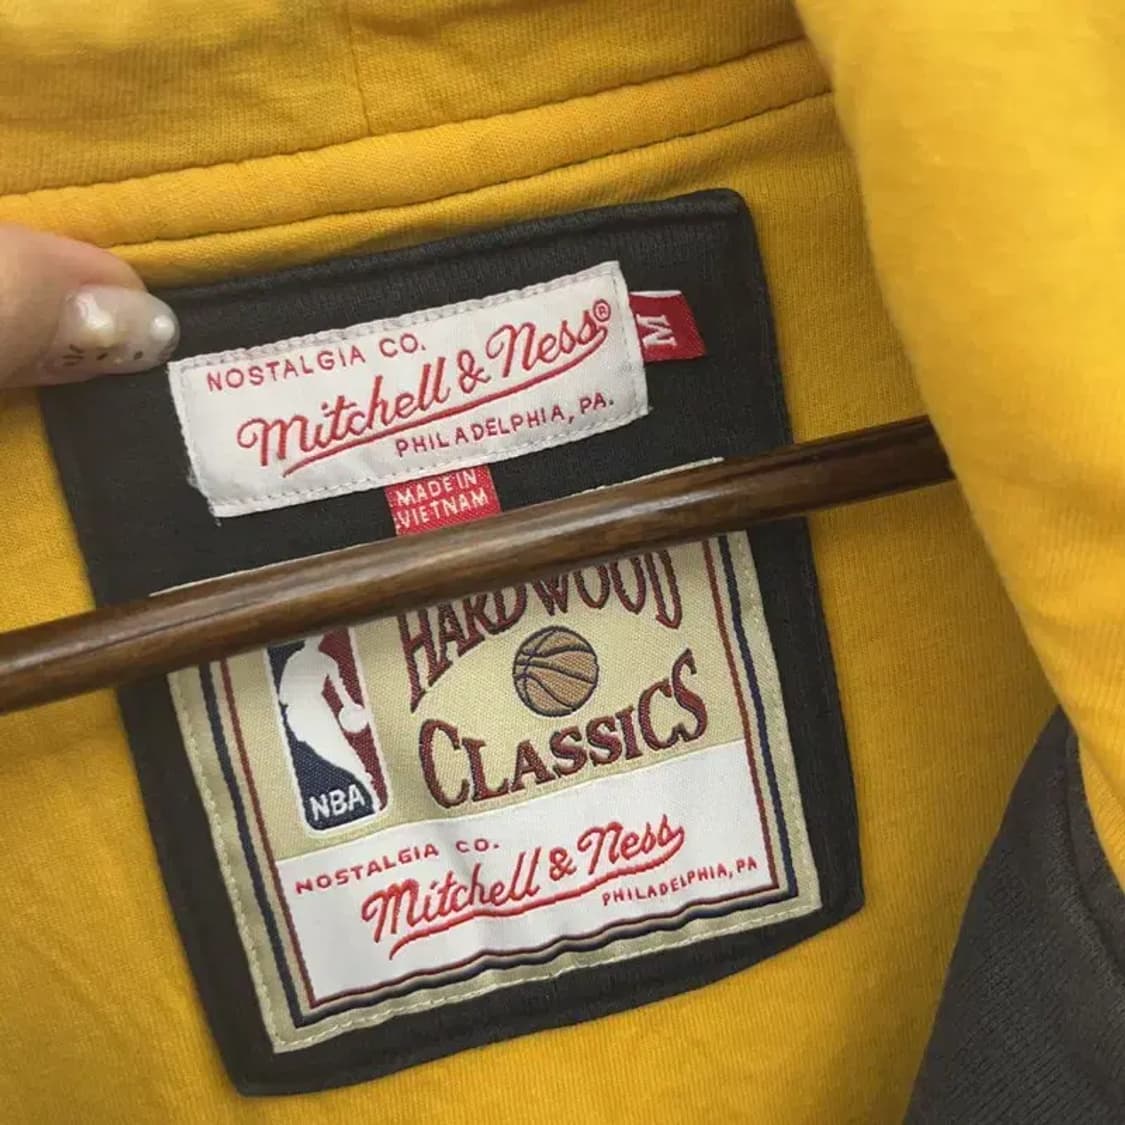 NOSTALGIA CO.
Mitchell & Ness®
PHILADELPHIA, PA.
M
MADE IN
VIETNAM
HARDWOOD
CLASSICS
NBA
NOSTALGIA CO.
Mitchell & Ness
PHILADELPHIA, PA